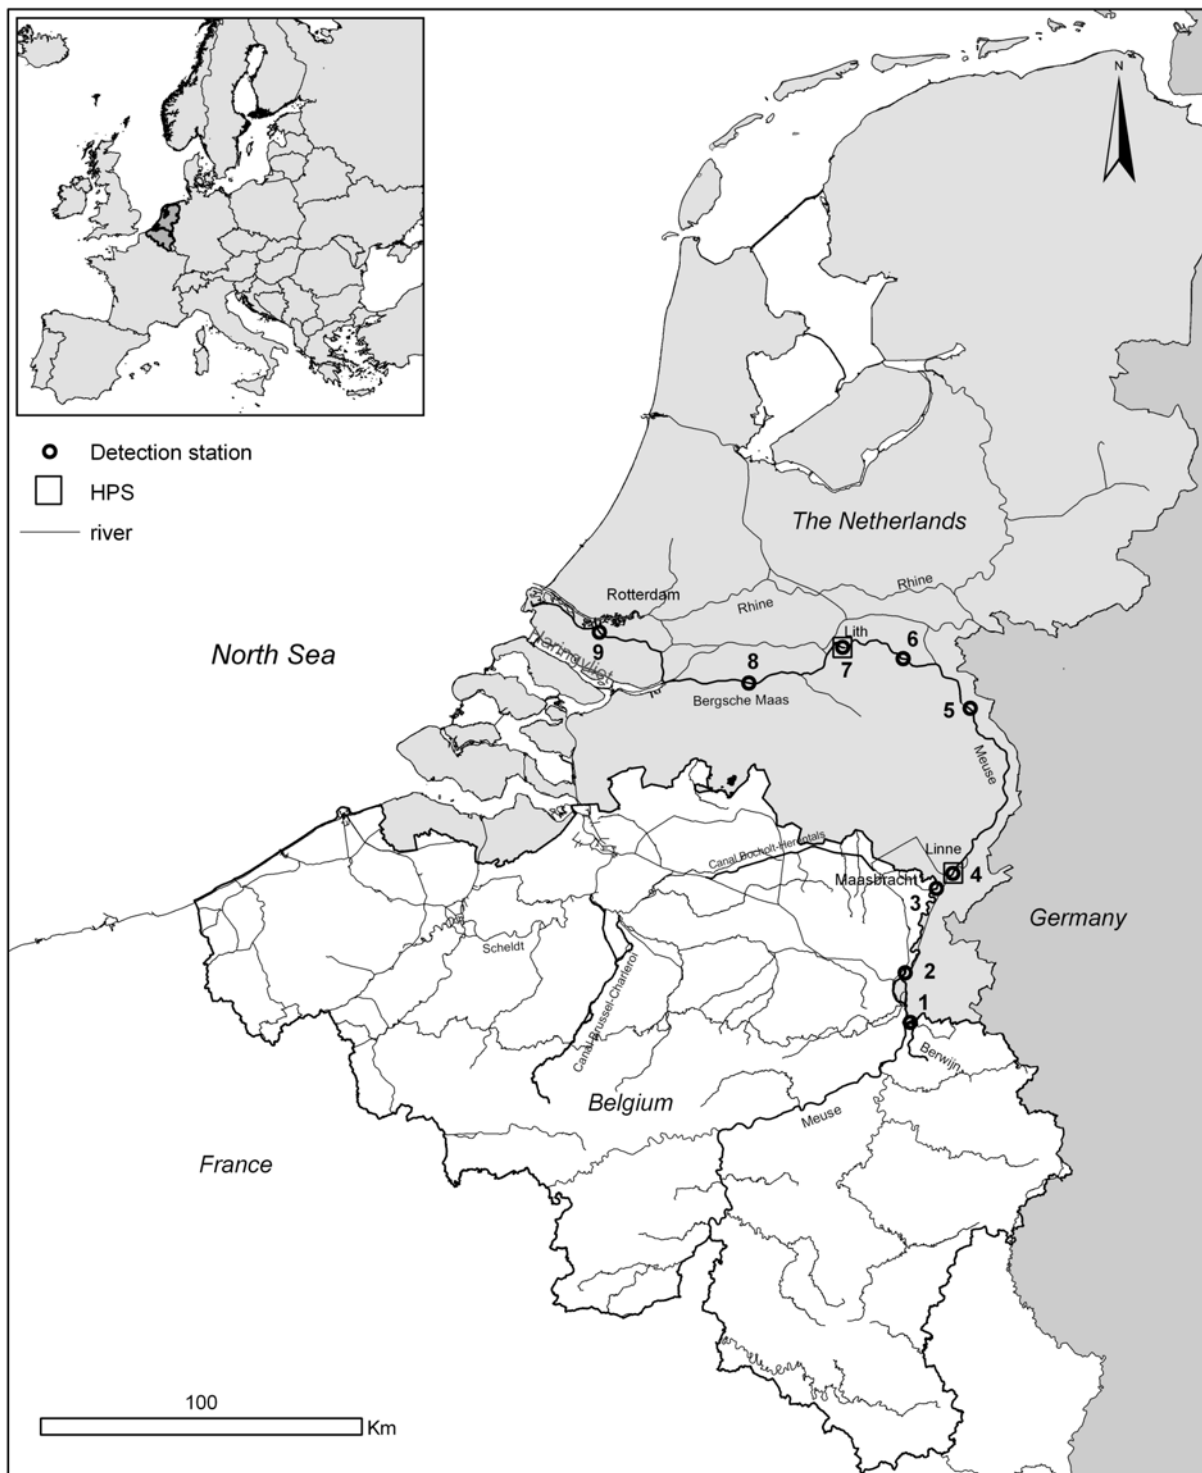 N
Detection station
HPS
river
The Netherlands
Rhine
Rhine
Rotterdam
Lith
6
North Sea
Haringvliet
9
7
8
Bergsche Maas
5
Meuse
Canal Bocholt-Herentals
Linne
Maasbracht
4
3
Germany
Scheldt
2
Canal Brussel-Charleroi
1
Berwijn
Belgium
Meuse
France
100
Km